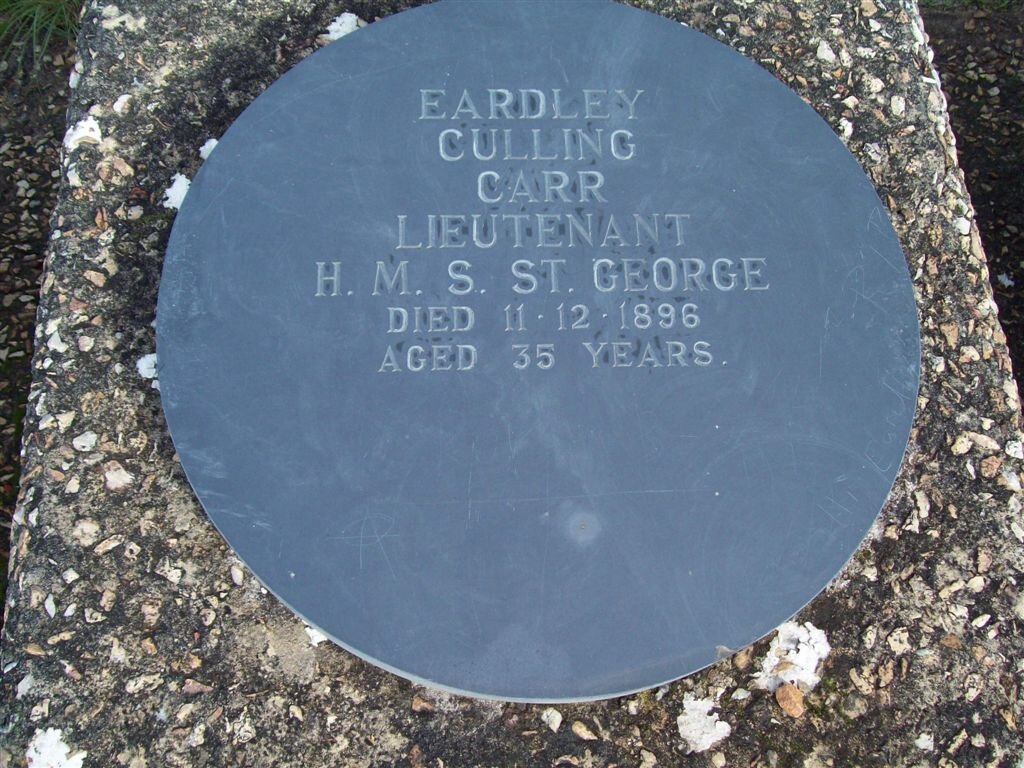 EARDLEY
CULLING
CARR
LIEUTENANT
H. M. S. ST. GEORGE
DIED 11·12·1896
AGED 35 YEARS.